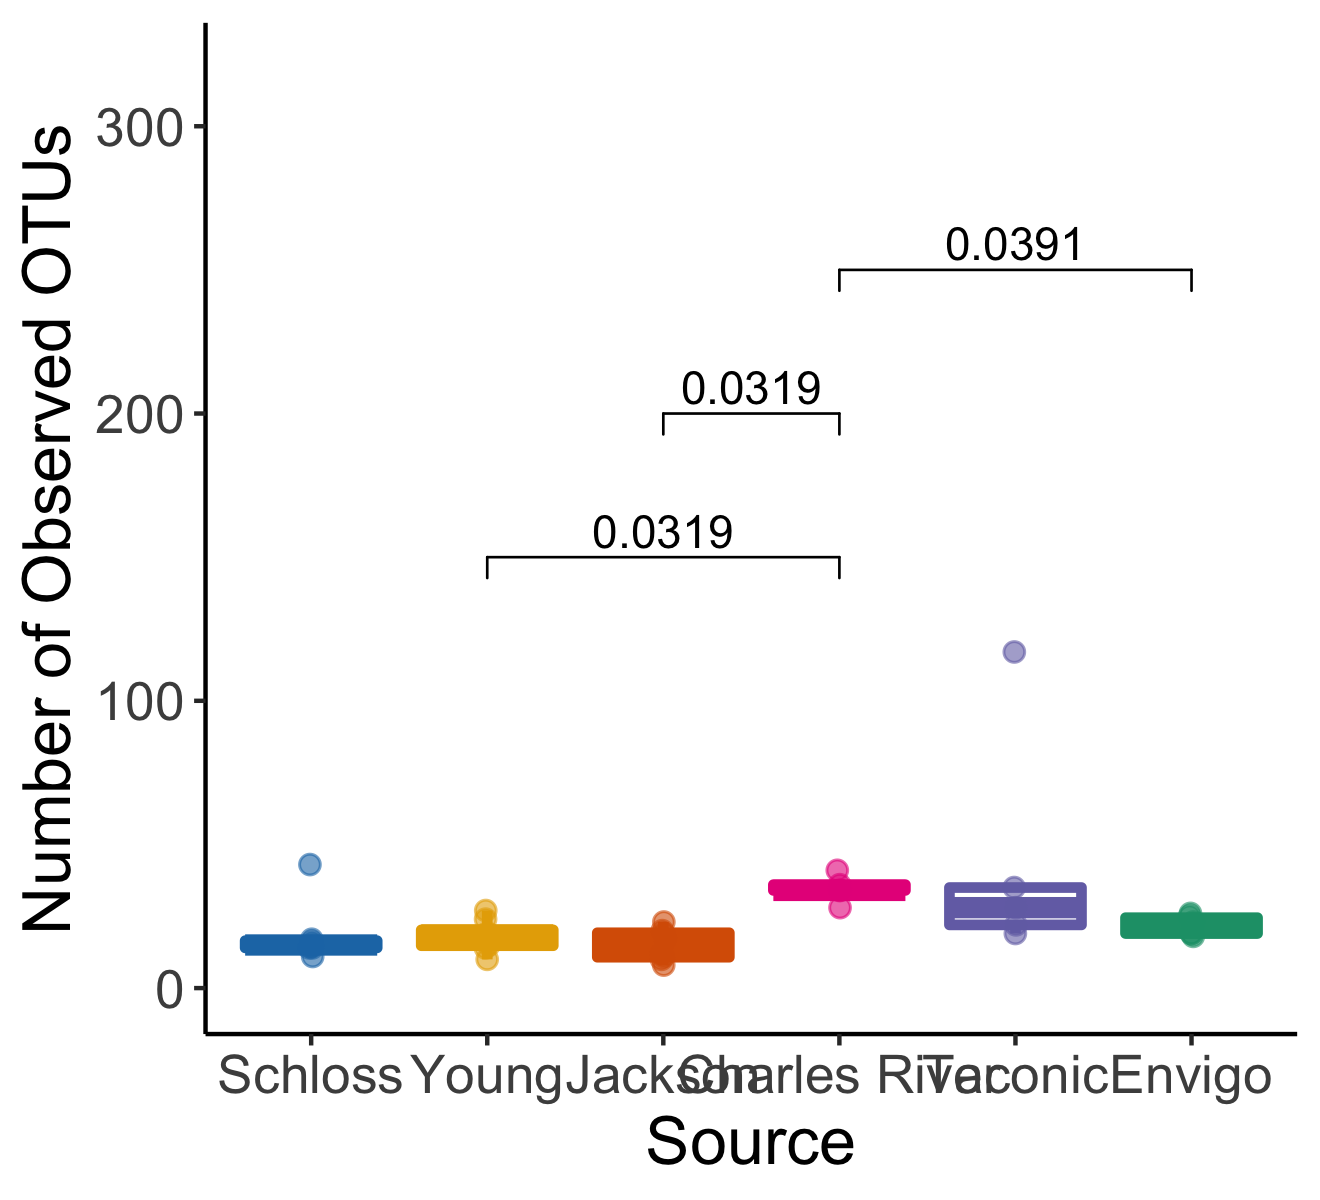 Number of Observed OTUs
300
200
100
0
0.0391
0.0319
0.0319
Schloss Young Jackson Charles River Taconic Envigo
Source